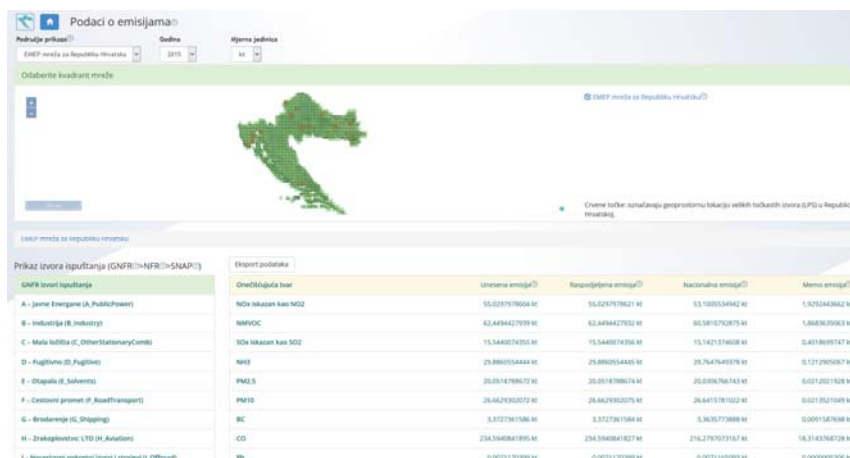 Podaci o emisijama
Područje prikaza Godina Mjerna jedinica
EMEP mreža za Republiku Hrvatsku 2015 kt
Odaberite kvadrant mreže
EMEP mreža za Republiku Hrvatsku
Crvene točke: označavaju geoprostornu lokaciju velikih točkastih izvora (LPS) u Republici
Hrvatskoj.
EMEP mreža za Republiku Hrvatsku
Prikaz izvora ispuštanja (GNFR>NFR>SNAP) Eksport podataka
GNFR izvori ispuštanja Onečišćujuća tvar Unesena emisija Raspodjeljena emisija Nacionalna emisija Memo emisija
A - Javne Energane (A_PublicPower) NOx iskazan kao NO2 55,0297978604 kt 55,0297978621 kt 53,1005534942 kt 1,9292443662 k
B - Industrija (B_Industry) NMVOC 62,4494427939 kt 62,4494427932 kt 60,5810792875 kt 1,8683635063 k
C - Mala ložišta (C_OtherStationaryComb) SOx iskazan kao SO2 15,5440074355 kt 15,5440074356 kt 15,1421374608 kt 0,4018699747 k
D - Fugitivno (D_Fugitive) NH3 29,8860554444 kt 29,8860554445 kt 29,7647649378 kt 0,1212905067 k
E - Otapala (E_Solvents) PM2,5 20,0518788672 kt 20,0518788674 kt 20,0306766743 kt 0,0212021928 k
F - Cestovni promet (F_RoadTransport) PM10 26,6629302072 kt 26,6629302075 kt 26,6415781022 kt 0,0213521049 k
G - Brodarenje (G_Shipping) BC 3,3727361586 kt 3,3727361584 kt 3,3635773888 kt 0,0091587698 k
H - Zrakoplovstvo: LTO (H_Aviation) CO 234,5940841895 kt 234,5940841827 kt 216,2797073167 kt 18,3143768728 k
Pb